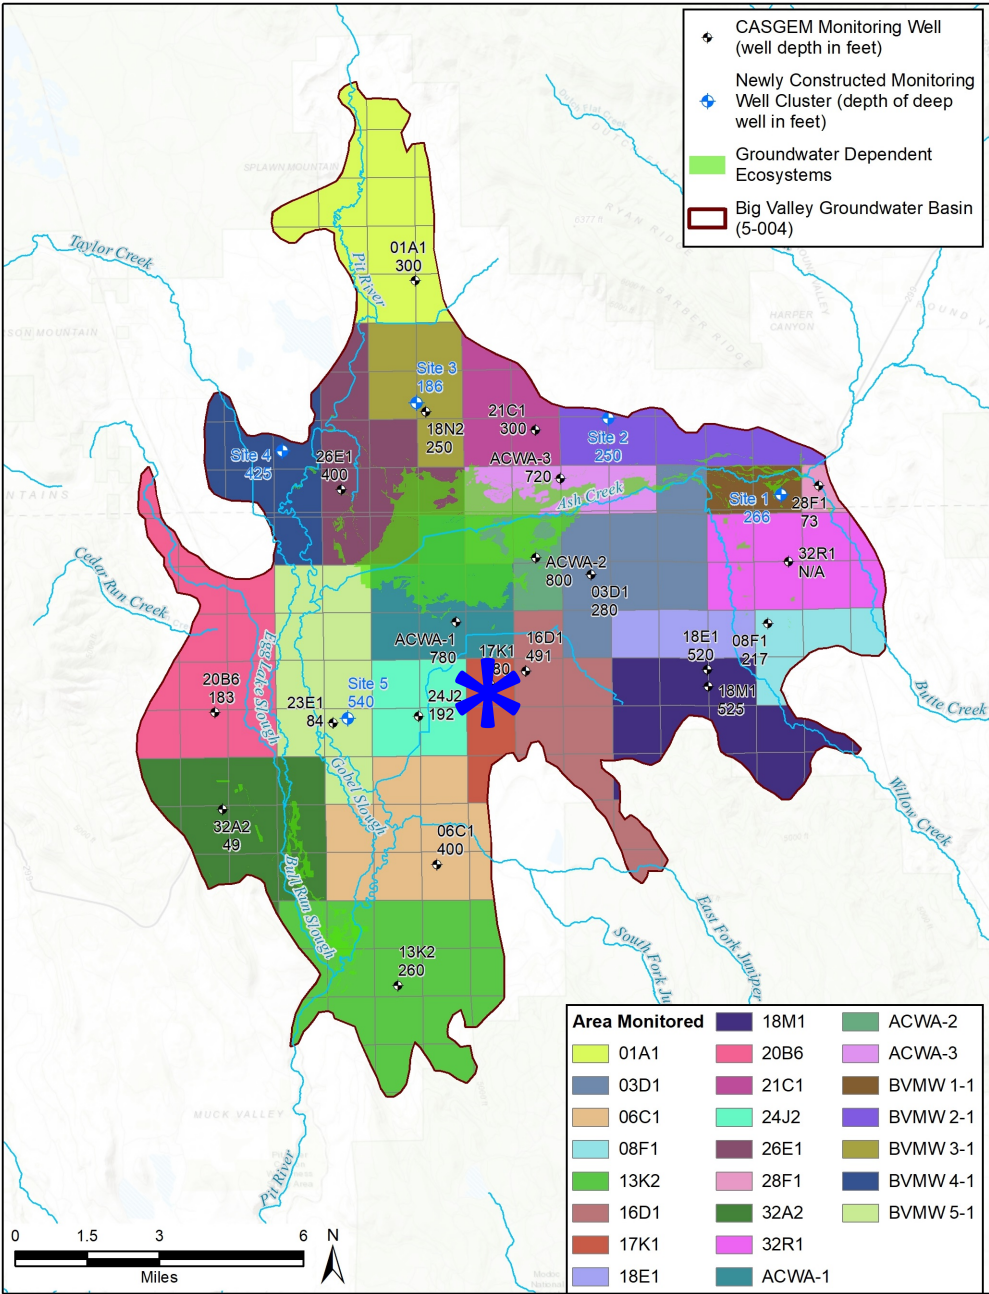 CASGEM Monitoring Well
(well depth in feet)
Newly Constructed Monitoring
Well Cluster (depth of deep
well in feet)
Groundwater Dependent
Ecosystems
Big Valley Groundwater Basin
(5-004)
SPLAWN MOUNTAIN
6377 ft
HARPER
CANYON
Taylor Creek
01A1
300
Pit River
Site 3
186
18N2
250
21C1
300
Site 2
250
Site 4
425
26E1
400
ACWA-3
720
Ash Creek
Site 1
266
28F1
73
Cedar Run Creek
ACWA-2
800
03D1
280
32R1
N/A
ACWA-1
780
17K1
16D1
491
18E1
520
08F1
217
18M1
525
Egg Lake Slough
20B6
183
23E1
84
Site 5
540
24J2
192
Butte Creek
Gobel Slough
Willow Creek
32A2
49
06C1
400
Bull Run Slough
13K2
260
East Fork Juniper
South Fork Ju
MUCK VALLEY
Pit River
0 1.5 3 6
Miles
N
Area Monitored
01A1
03D1
06C1
08F1
13K2
16D1
17K1
18E1
18M1
20B6
21C1
24J2
26E1
28F1
32A2
32R1
ACWA-1
ACWA-2
ACWA-3
BVMW 1-1
BVMW 2-1
BVMW 3-1
BVMW 4-1
BVMW 5-1